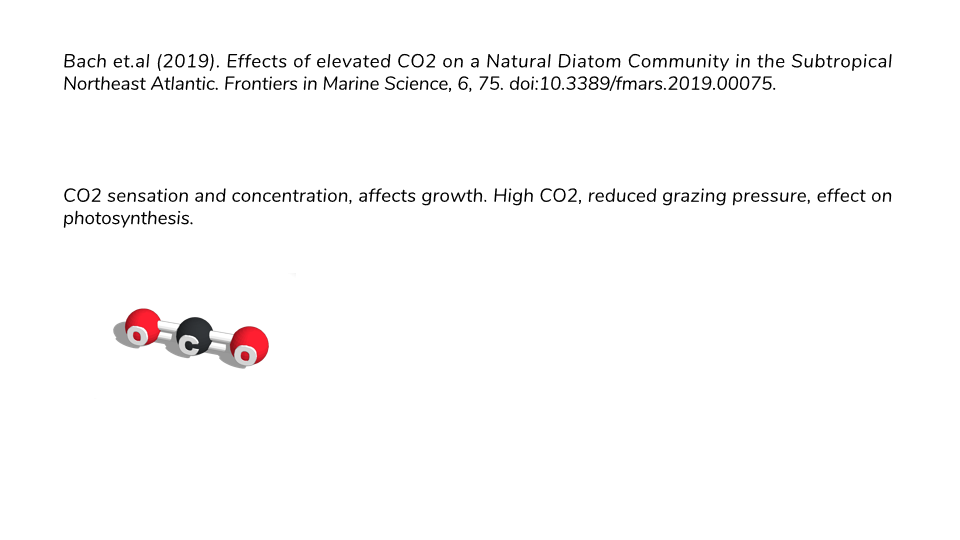 Bach et.al (2019). Effects of elevated CO2 on a Natural Diatom Community in the Subtropical
Northeast Atlantic. Frontiers in Marine Science, 6, 75. doi:10.3389/fmars.2019.00075.
CO2 sensation and concentration, affects growth. High CO2, reduced grazing pressure, effect on
photosynthesis.
O C O